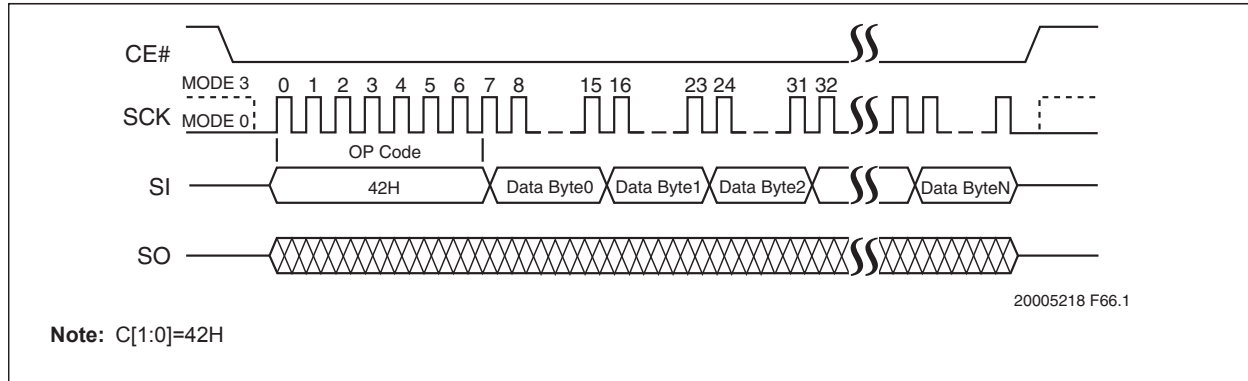 CE#
MODE 3
0 1 2 3 4 5 6 7 8 15 16 23 24 31 32
SCK
MODE 0
OP Code
SI
42H
Data Byte0
Data Byte1
Data Byte2
Data ByteN
SO
20005218 F66.1
Note: C[1:0]=42H